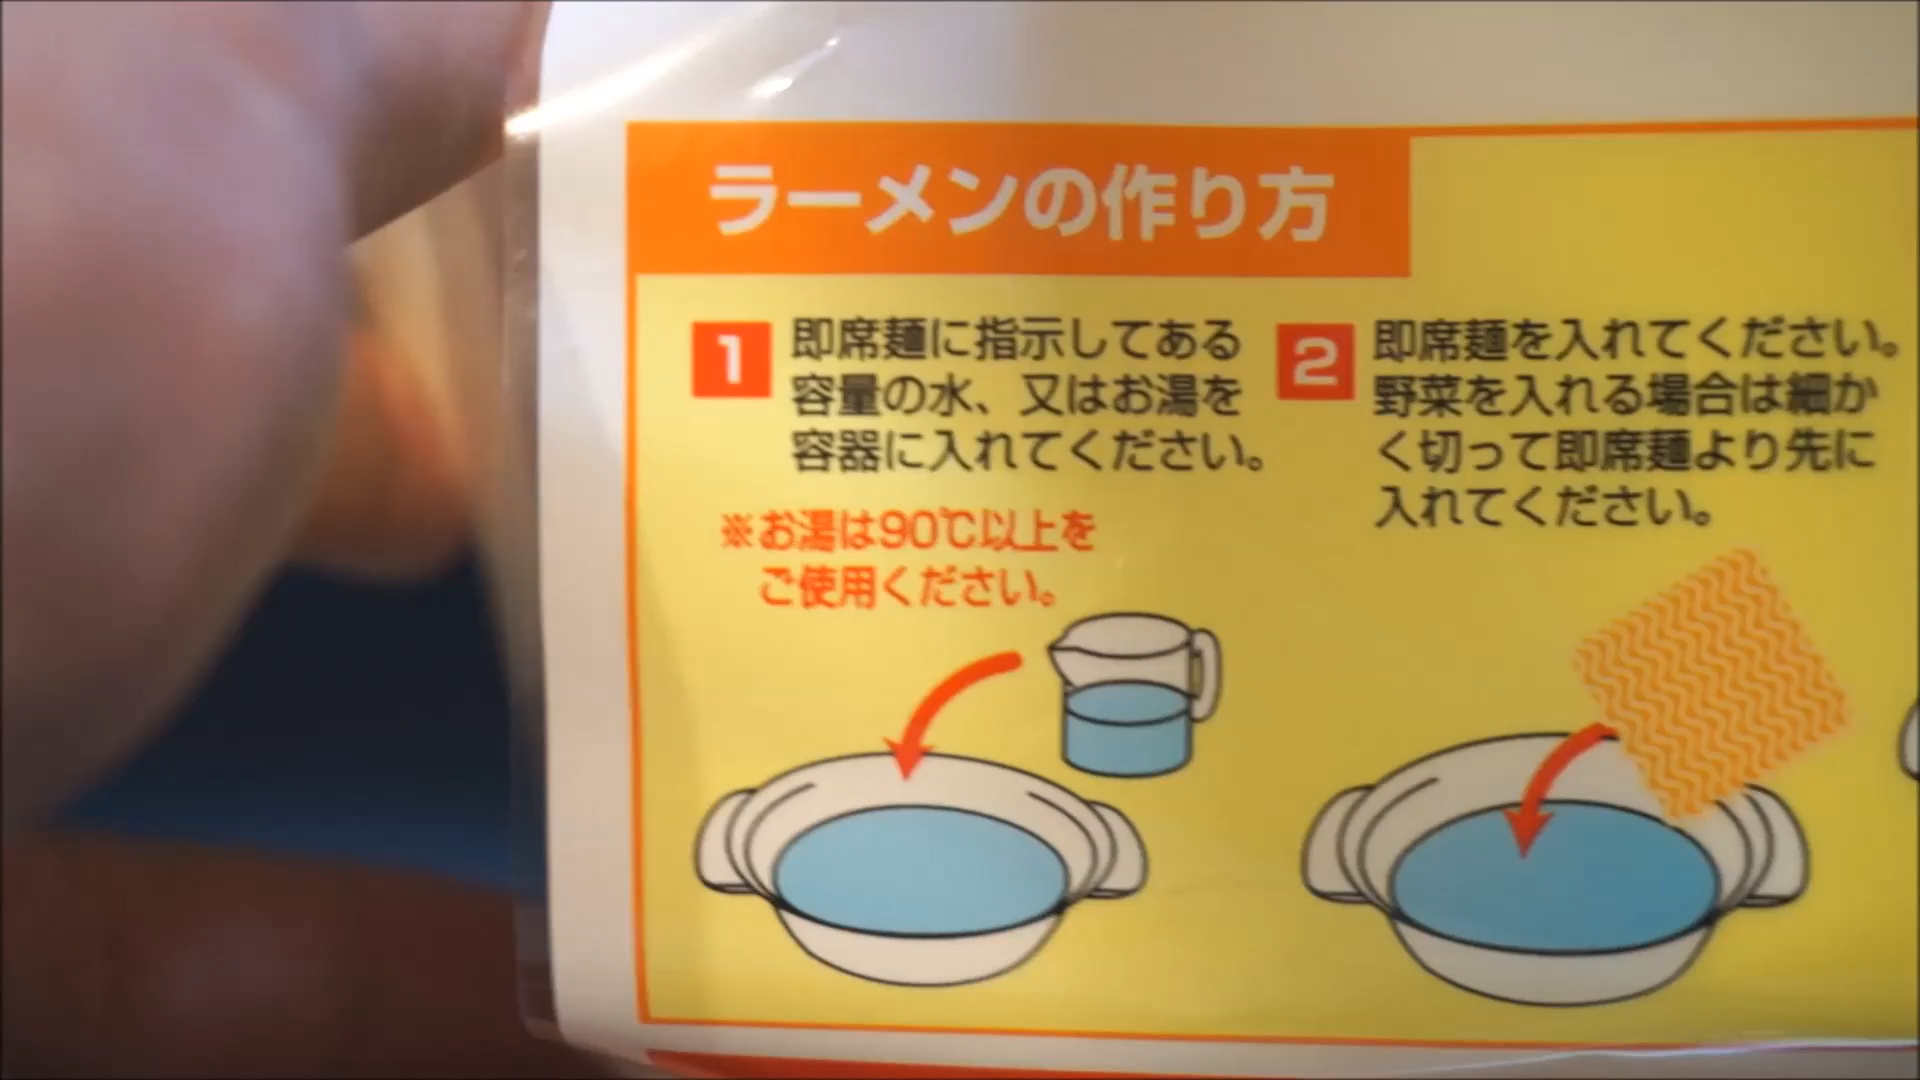 ラーメンの作り方
1
即席麺に指示してある
容量の水、又はお湯を
容器に入れてください。
※お湯は90℃以上を
ご使用ください。
2
即席麺を入れてください。
野菜を入れる場合は細か
く切って即席麺より先に
入れてください。